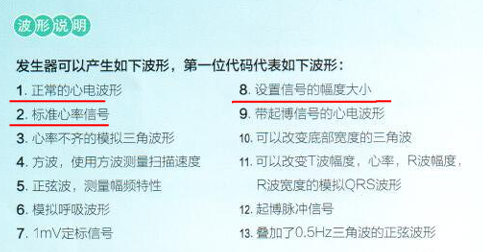 波形说明
发生器可以产生如下波形，第一位代码代表如下波形：
1. 正常的心电波形
2. 标准心率信号
3. 心率不齐的模拟三角波形
4. 方波，使用方波测量扫描速度
5. 正弦波，测量幅频特性
6. 模拟呼吸波形
7. 1mV定标信号
8. 设置信号的幅度大小
9. 带起博信号的心电波形
10. 可以改变底部宽度的三角波
11. 可以改变T波幅度，心率，R波幅度，
R波宽度的模拟QRS波形
12. 起博脉冲信号
13. 叠加了0.5Hz三角波的正弦波形